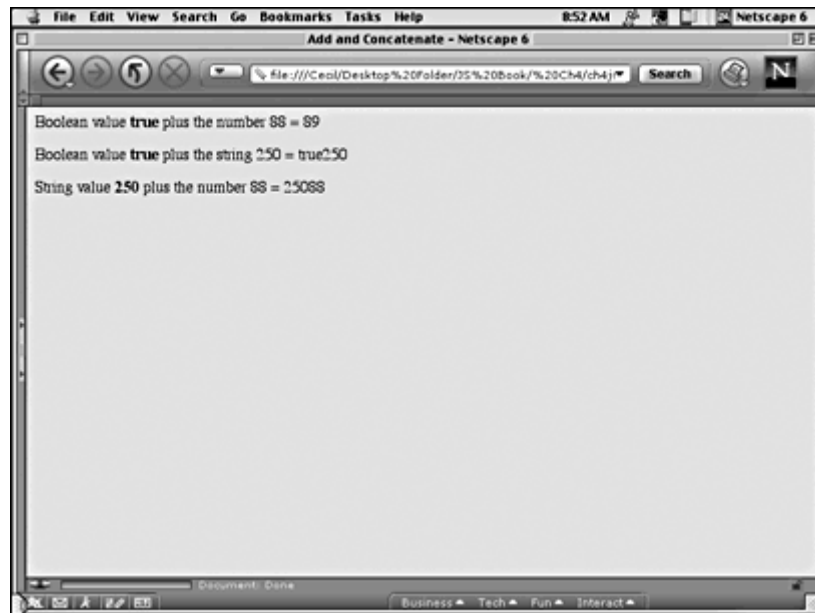 File Edit View Search Go Bookmarks Tasks Help 8:52 AM Netscape 6
Add and Concatenate - Netscape 6
file:///Cecil/Desktop%20Folder/JS%20Book/%20Ch4/ch4j Search N
Boolean value true plus the number 88 = 89
Boolean value true plus the string 250 = true250
String value 250 plus the number 88 = 25088
Document: Done
Business Tech Fun Interact